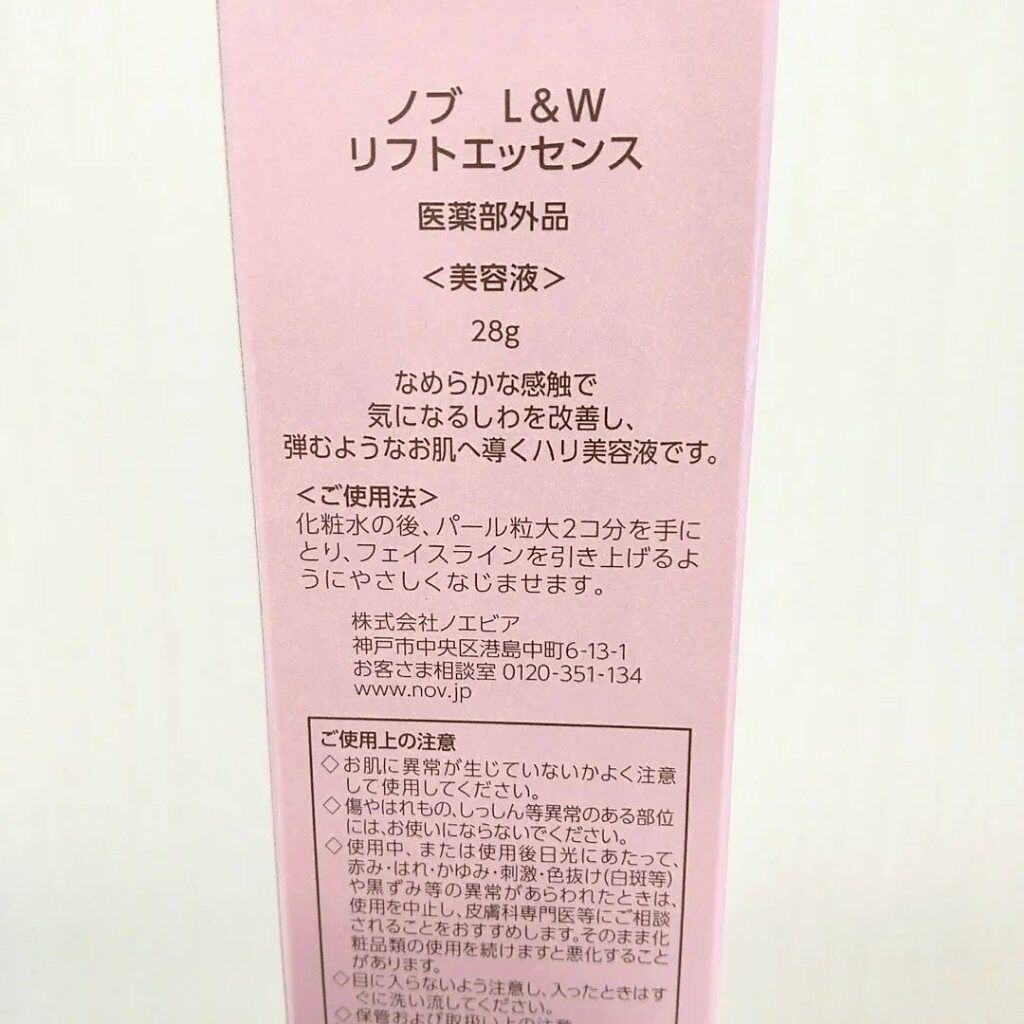 ノブ L&W
リフトエッセンス
医薬部外品
<美容液>
28g
なめらかな感触で
気になるしわを改善し、
弾むようなお肌へ導くハリ美容液です。
<ご使用法>
化粧水の後、パール粒大2コ分を手に
とり、フェイスラインを引き上げるよ
うにやさしくなじませます。
株式会社ノエビア
神戸市中央区港島中町6-13-1
お客さま相談室 0120-351-134
www.nov.jp
ご使用上の注意
◇お肌に異常が生じていないかよく注意
して使用してください。
◇傷やはれもの、しっしん等異常のある部位
には、お使いにならないでください。
◇使用中、または使用後日光にあたって、
赤み・はれ・かゆみ・刺激・色抜け(白斑等)
や黒ずみ等の異常があらわれたときは、
使用を中止し、皮膚科専門医等にご相談
されることをおすすめします。そのまま化
粧品類の使用を続けますと悪化すること
があります。
◇目に入らないよう注意し、入ったときはす
ぐに洗い流してください。
◇保管および取扱い上の注意